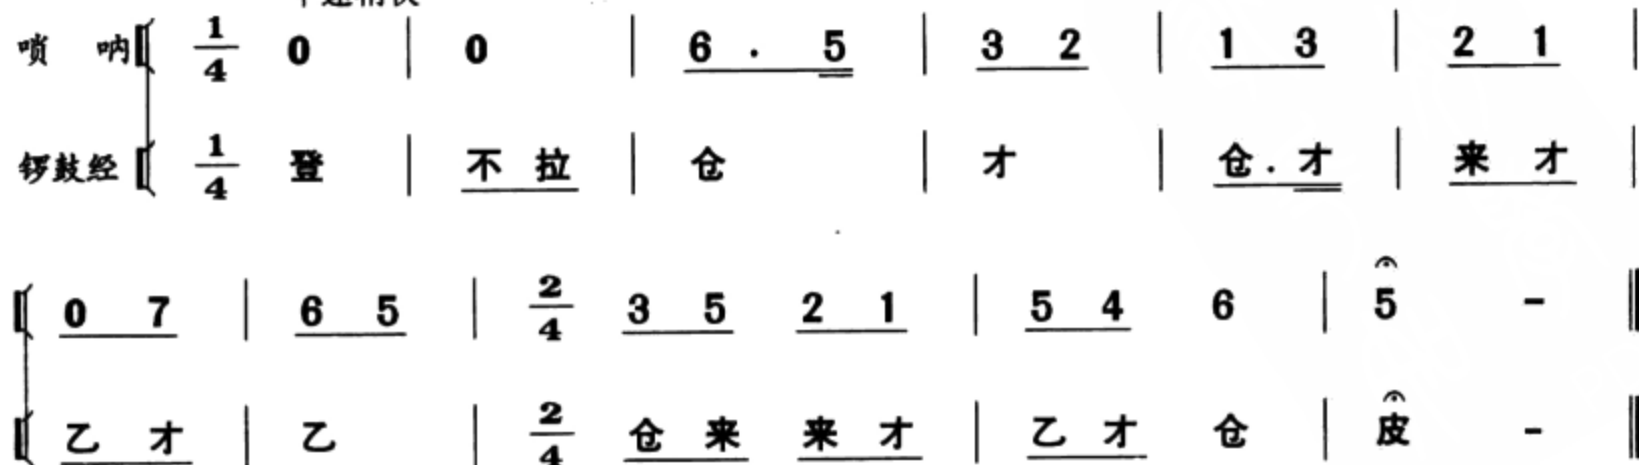 唢 呐 1/4 0 | 0 | 6 . 5 | 3 2 | 1 3 | 2 1 |
锣鼓经 1/4 登 | 不 拉 | 仓 | 才 | 仓 . 才 | 来 才 |
0 7 | 6 5 | 2/4 3 5 2 1 | 5 4 6 | 5 - ‖
乙 才 | 乙 | 2/4 仓 来 来 才 | 乙 才 仓 | 皮 - ‖